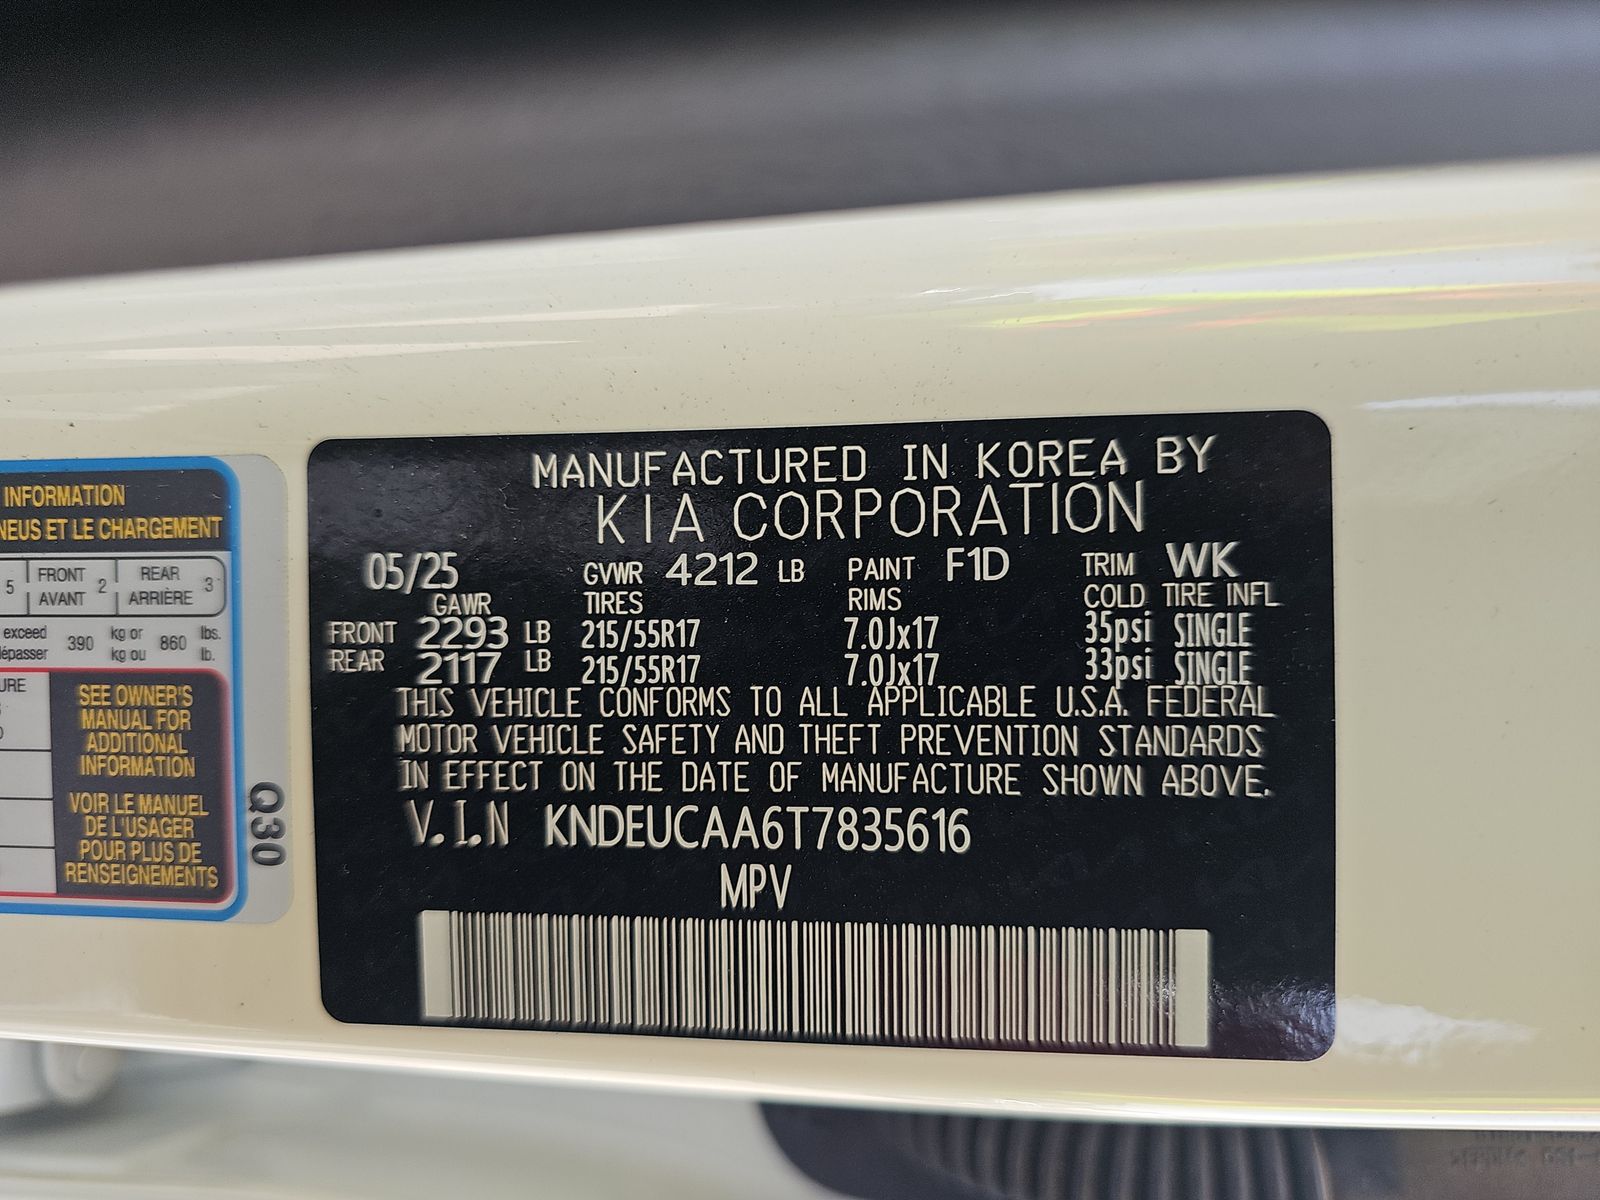 MANUFACTURED IN KOREA BY
KIA CORPORATION
05/25 GVWR 4212 LB PAINT F1D TRIM WK
GAWR TIRES RIMS COLD TIRE INFL
FRONT 2293 LB 215/55R17 7.0Jx17 35psi SINGLE
REAR 2117 LB 215/55R17 7.0Jx17 33psi SINGLE
THIS VEHICLE CONFORMS TO ALL APPLICABLE U.S.A. FEDERAL
MOTOR VEHICLE SAFETY AND THEFT PREVENTION STANDARDS
IN EFFECT ON THE DATE OF MANUFACTURE SHOWN ABOVE.
V.I.N KNDEUCAA6T7835616
MPV
INFORMATION
NEUS ET LE CHARGEMENT
5 FRONT 2 REAR 3
AVANT ARRIÈRE
exceed 390 kg or 860 lbs.
dépasser kg ou lb.
URE
SEE OWNER'S
MANUAL FOR
ADDITIONAL
INFORMATION
VOIR LE MANUEL
DE L'USAGER
POUR PLUS DE
RENSEIGNEMENTS
Q30